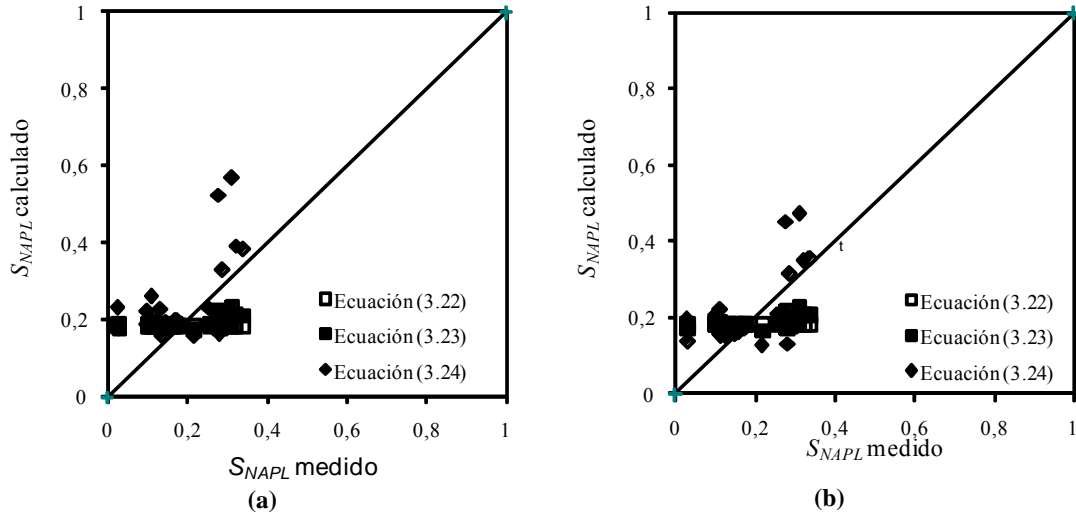 1
0,8
0,6
0,4
0,2
0
S_NAPL calculado
Ecuación (3.22)
Ecuación (3.23)
Ecuación (3.24)
0 0,2 0,4 0,6 0,8 1
S_NAPL medido
(a)
1
0,8
0,6
0,4
0,2
0
S_NAPL calculado
t
Ecuación (3.22)
Ecuación (3.23)
Ecuación (3.24)
0 0,2 0,4 0,6 0,8 1
S_NAPL medido
(b)